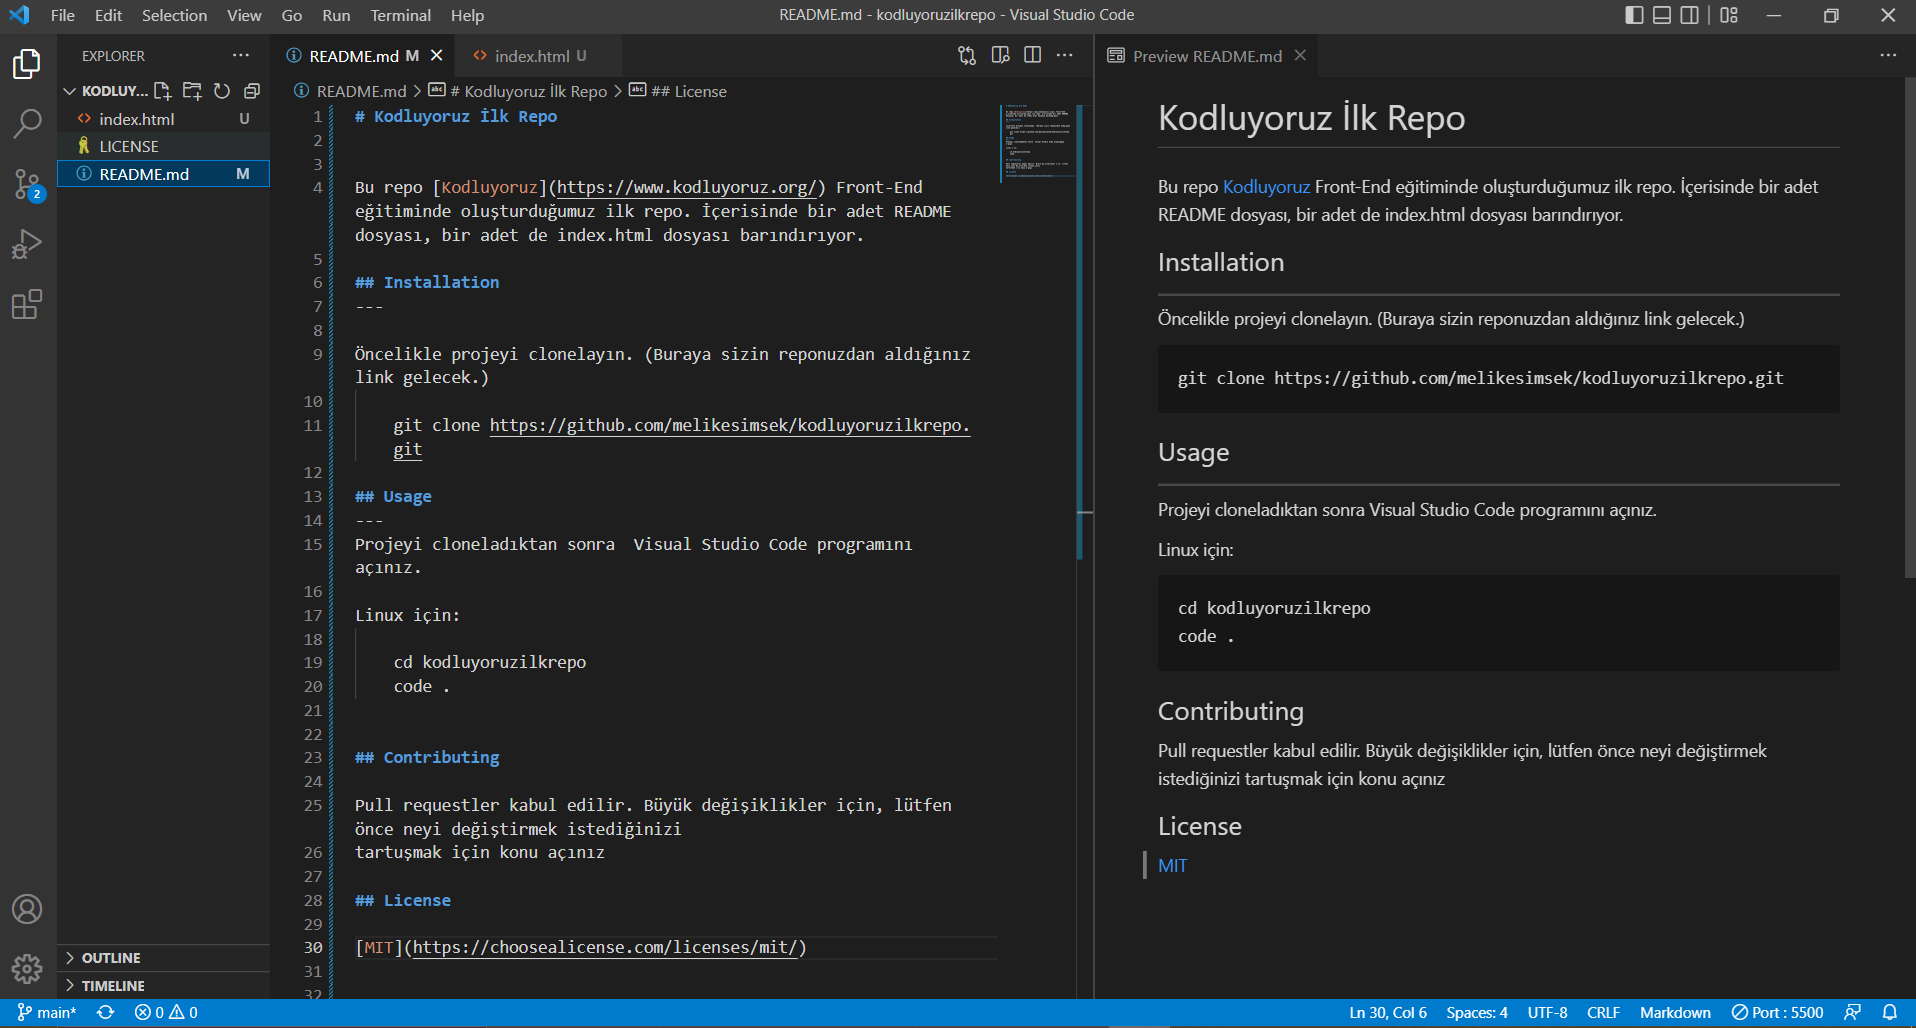 File Edit Selection View Go Run Terminal Help
README.md - kodluyoruzilkrepo - Visual Studio Code
EXPLORER
KODLUY...
index.html U
LICENSE
README.md M
OUTLINE
TIMELINE
README.md M
index.html U
README.md > # Kodluyoruz İlk Repo > ## License
1 # Kodluyoruz İlk Repo
2
3
4 Bu repo [Kodluyoruz](https://www.kodluyoruz.org/) Front-End
eğitiminde oluşturduğumuz ilk repo. İçerisinde bir adet README
dosyası, bir adet de index.html dosyası barındırıyor.
5
6 ## Installation
7 ---
8
9 Öncelikle projeyi clonelayın. (Buraya sizin reponuzdan aldığınız
link gelecek.)
10
11 git clone https://github.com/melikesimsek/kodluyoruzilkrepo.
git
12
13 ## Usage
14 ---
15 Projeyi cloneladıktan sonra  Visual Studio Code programını
açınız.
16
17 Linux için:
18
19 cd kodluyoruzilkrepo
20 code .
21
22
23 ## Contributing
24
25 Pull requestler kabul edilir. Büyük değişiklikler için, lütfen
önce neyi değiştirmek istediğinizi
26 tartuşmak için konu açınız
27
28 ## License
29
30 [MIT](https://choosealicense.com/licenses/mit/)
31
32
Preview README.md
Kodluyoruz İlk Repo
Bu repo Kodluyoruz Front-End eğitiminde oluşturduğumuz ilk repo. İçerisinde bir adet
README dosyası, bir adet de index.html dosyası barındırıyor.
Installation
Öncelikle projeyi clonelayın. (Buraya sizin reponuzdan aldığınız link gelecek.)
git clone https://github.com/melikesimsek/kodluyoruzilkrepo.git
Usage
Projeyi cloneladıktan sonra Visual Studio Code programını açınız.
Linux için:
cd kodluyoruzilkrepo
code .
Contributing
Pull requestler kabul edilir. Büyük değişiklikler için, lütfen önce neyi değiştirmek
istediğinizi tartuşmak için konu açınız
License
MIT
2
main* 0 0
Ln 30, Col 6 Spaces: 4 UTF-8 CRLF Markdown Port : 5500